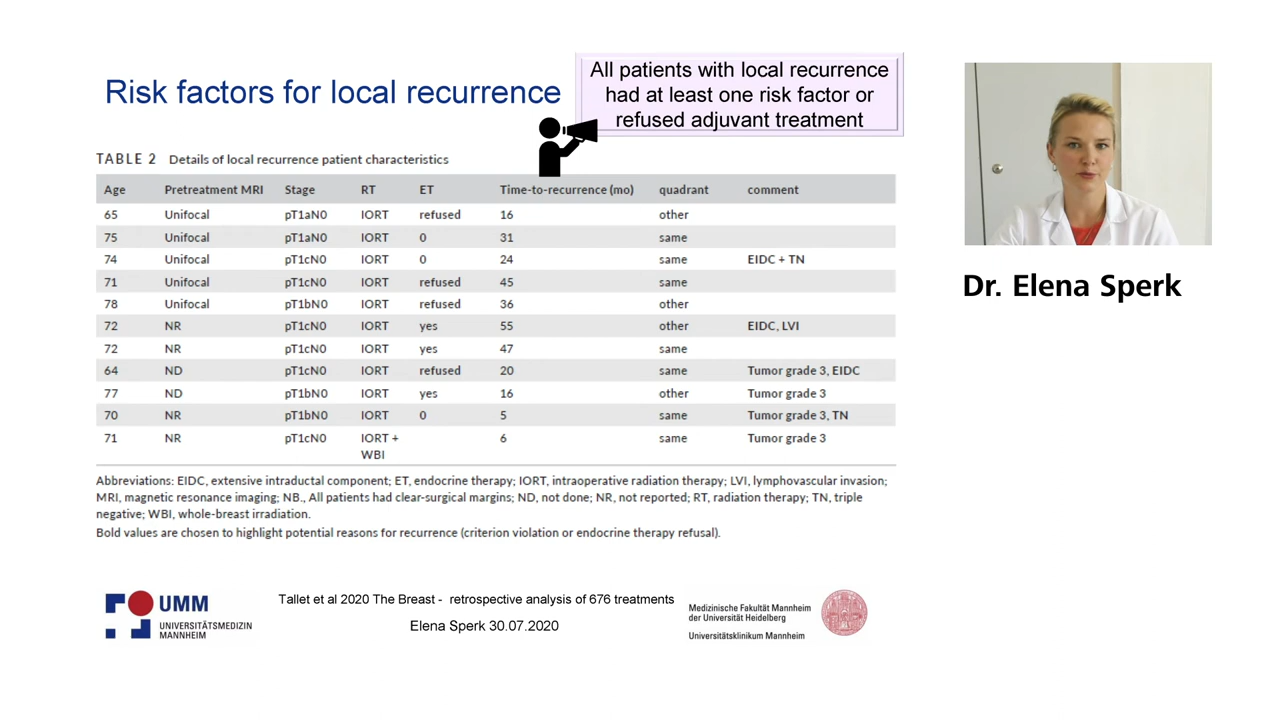 Risk factors for local recurrence
All patients with local recurrence
had at least one risk factor or
refused adjuvant treatment
TABLE 2 Details of local recurrence patient characteristics
Age Pretreatment MRI Stage RT ET Time-to-recurrence (mo) quadrant comment
65 Unifocal pT1aN0 IORT refused 16 other
75 Unifocal pT1aN0 IORT 0 31 same
74 Unifocal pT1cN0 IORT 0 24 same EIDC + TN
71 Unifocal pT1cN0 IORT refused 45 same
78 Unifocal pT1bN0 IORT refused 36 other
72 NR pT1cN0 IORT yes 55 other EIDC, LVI
72 NR pT1cN0 IORT yes 47 same
64 ND pT1cN0 IORT refused 20 same Tumor grade 3, EIDC
77 ND pT1bN0 IORT yes 16 other Tumor grade 3
70 NR pT1bN0 IORT 0 5 same Tumor grade 3, TN
71 NR pT1cN0 IORT + 6 same Tumor grade 3
WBI
Abbreviations: EIDC, extensive intraductal component; ET, endocrine therapy; IORT, intraoperative radiation therapy; LVI, lymphovascular invasion;
MRI, magnetic resonance imaging; NB., All patients had clear-surgical margins; ND, not done; NR, not reported; RT, radiation therapy; TN, triple
negative; WBI, whole-breast irradiation.
Bold values are chosen to highlight potential reasons for recurrence (criterion violation or endocrine therapy refusal).
UMM
UNIVERSITÄTSMEDIZIN
MANNHEIM
Tallet et al 2020 The Breast - retrospective analysis of 676 treatments
Elena Sperk 30.07.2020
Medizinische Fakultät Mannheim
der Universität Heidelberg
Universitätsklinikum Mannheim
Dr. Elena Sperk